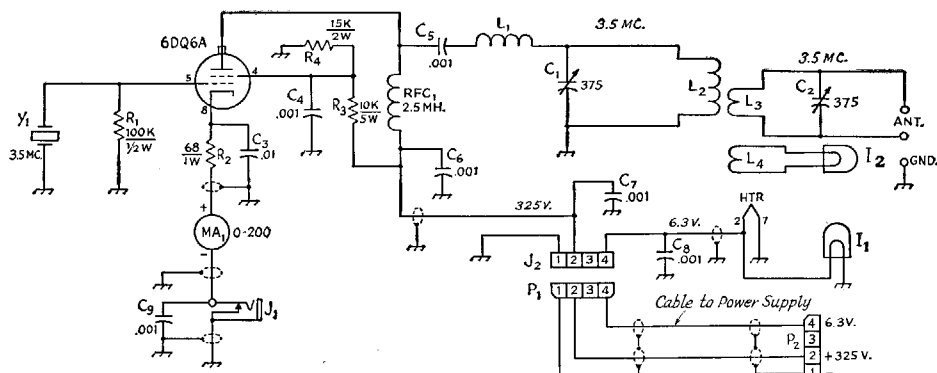 6DQ6A
15K
2W
R4
C5
.001
L1
3.5 MC.
3.5 MC.
5
4
8
C4
.001
R3
10K
5W
RFC1
2.5 MH.
C1
375
L2
L3
C2
375
ANT.
Y1
3.5 MC.
R1
100K
1/2W
68
1W
R2
C3
.01
C6
.001
L4
I2
GND.
+
MA1
0-200
-
325 V.
C7
.001
HTR
2
7
I1
6.3 V.
C8
.001
J2
1 2 3 4
P1
1 2 3 4
C9
.001
J1
Cable to Power Supply
4
6.3V.
3
P2
2
+325 V.
1